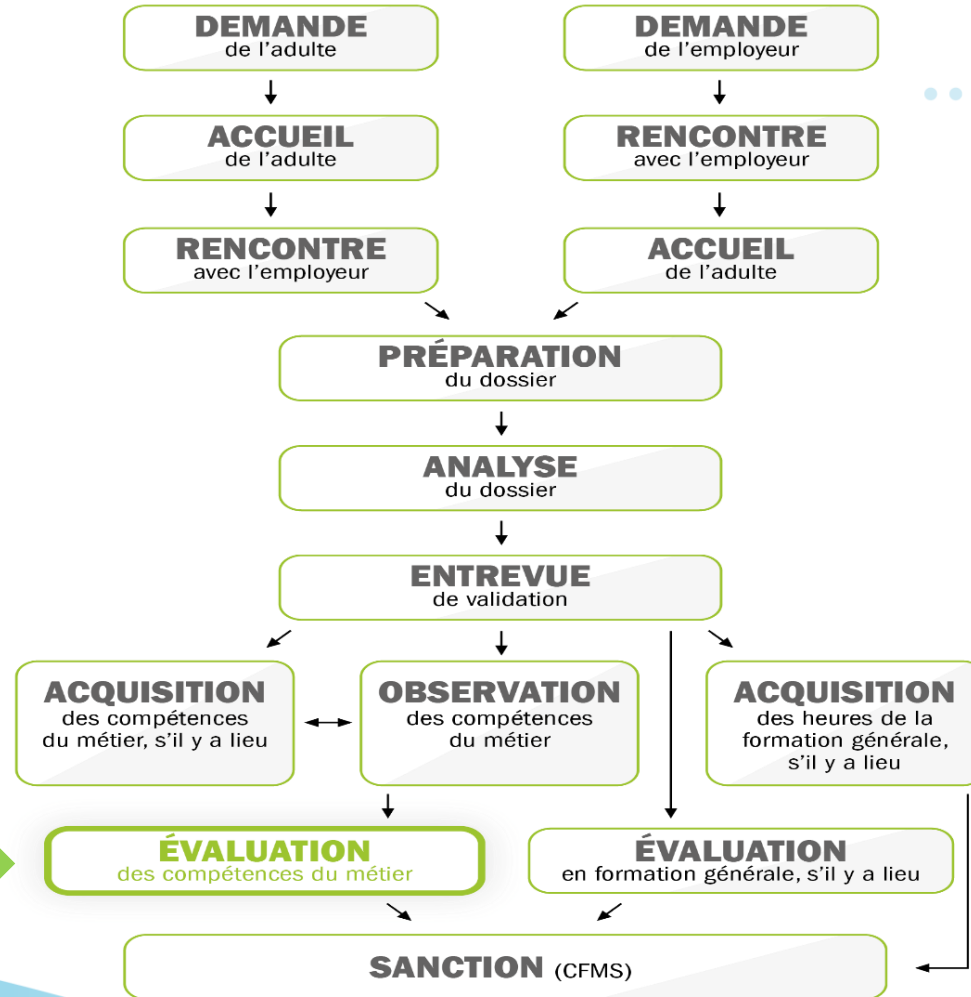 DEMANDE
de l'adulte
DEMANDE
de l'employeur
ACCUEIL
de l'adulte
RENCONTRE
avec l'employeur
RENCONTRE
avec l'employeur
ACCUEIL
de l'adulte
PRÉPARATION
du dossier
ANALYSE
du dossier
ENTREVUE
de validation
ACQUISITION
des compétences
du métier, s'il y a lieu
OBSERVATION
des compétences
du métier
ACQUISITION
des heures de la
formation générale,
s'il y a lieu
ÉVALUATION
des compétences du métier
ÉVALUATION
en formation générale, s'il y a lieu
SANCTION (CFMS)